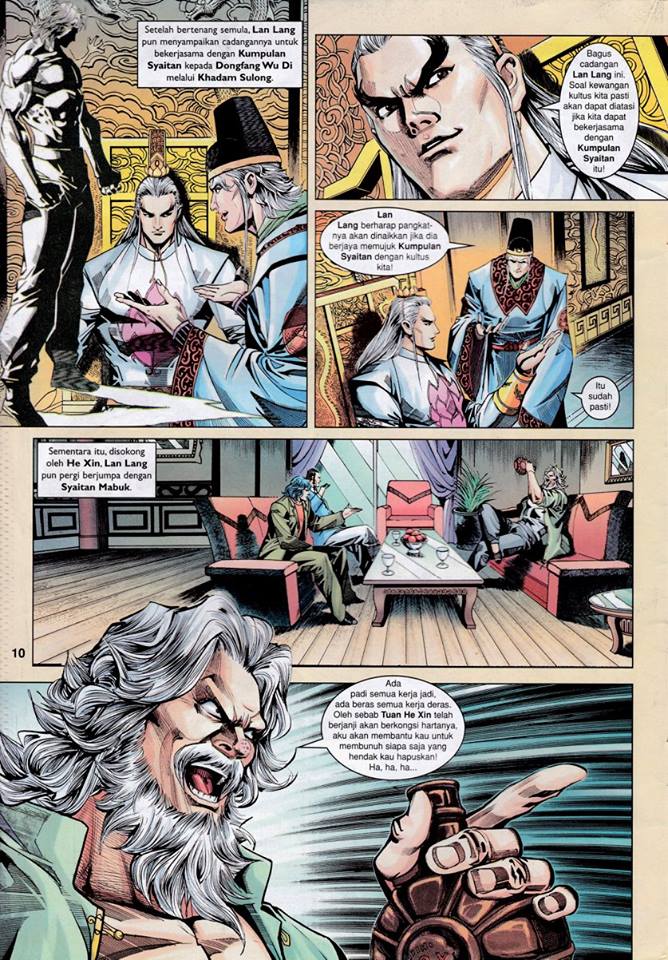 Setelah bertenang semula, Lan Lang
pun menyampaikan cadangannya untuk
bekerjasama dengan Kumpulan
Syaitan kepada Dongfang Wu Di
melalui Khadam Sulong.
Bagus
cadangan
Lan Lang ini.
Soal kewangan
kultus kita pasti
akan dapat diatasi
jika kita dapat
bekerjasama
dengan
Kumpulan
Syaitan
itu!
Lan
Lang berharap pangkat-
nya akan dinaikkan jika dia
berjaya memujuk Kumpulan
Syaitan dengan kultus
kita!
Itu
sudah
pasti!
Sementara itu, disokong
oleh He Xin, Lan Lang
pun pergi berjumpa dengan
Syaitan Mabuk.
10
Ada
padi semua kerja jadi,
ada beras semua kerja deras.
Oleh sebab Tuan He Xin telah
berjanji akan berkongsi hartanya,
aku akan membantu kau untuk
membunuh siapa saja yang
hendak kau hapuskan!
Ha, ha, ha...